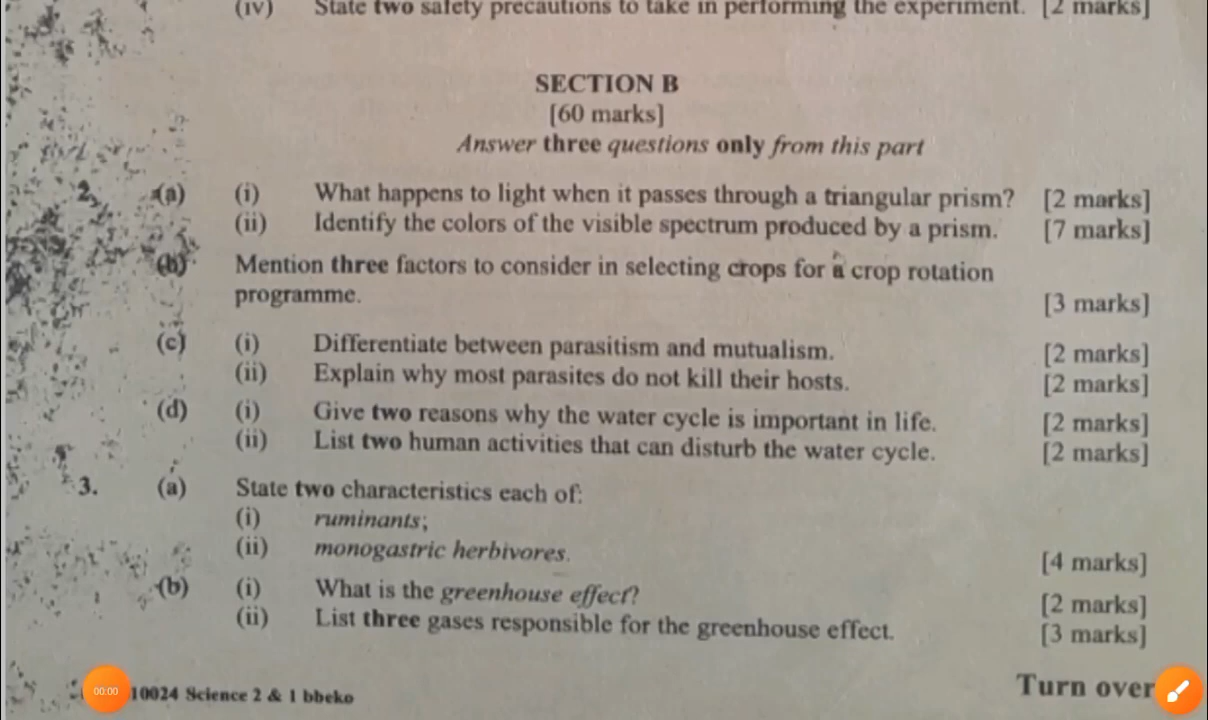 (iv) State two safety precautions to take in performing the experiment. [2 marks]
SECTION B
[60 marks]
Answer three questions only from this part
2. (a) (i) What happens to light when it passes through a triangular prism? [2 marks]
(ii) Identify the colors of the visible spectrum produced by a prism. [7 marks]
(b) Mention three factors to consider in selecting crops for a crop rotation
programme. [3 marks]
(c) (i) Differentiate between parasitism and mutualism. [2 marks]
(ii) Explain why most parasites do not kill their hosts. [2 marks]
(d) (i) Give two reasons why the water cycle is important in life. [2 marks]
(ii) List two human activities that can disturb the water cycle. [2 marks]
3. (a) State two characteristics each of:
(i) ruminants;
(ii) monogastric herbivores. [4 marks]
(b) (i) What is the greenhouse effect? [2 marks]
(ii) List three gases responsible for the greenhouse effect. [3 marks]
00:00 10024 Science 2 & 1 bbeko Turn over